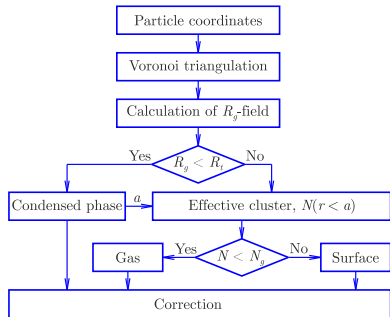 Particle coordinates
Voronoi triangulation
Calculation of R_g-field
Yes
R_g < R_t
No
Condensed phase
a
Effective cluster, N(r < a)
Gas
Yes
N < N_g
No
Surface
Correction